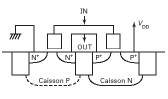 IN
V_DD
OUT
N⁺ N⁺ P⁺ P⁺
Caisson P Caisson N